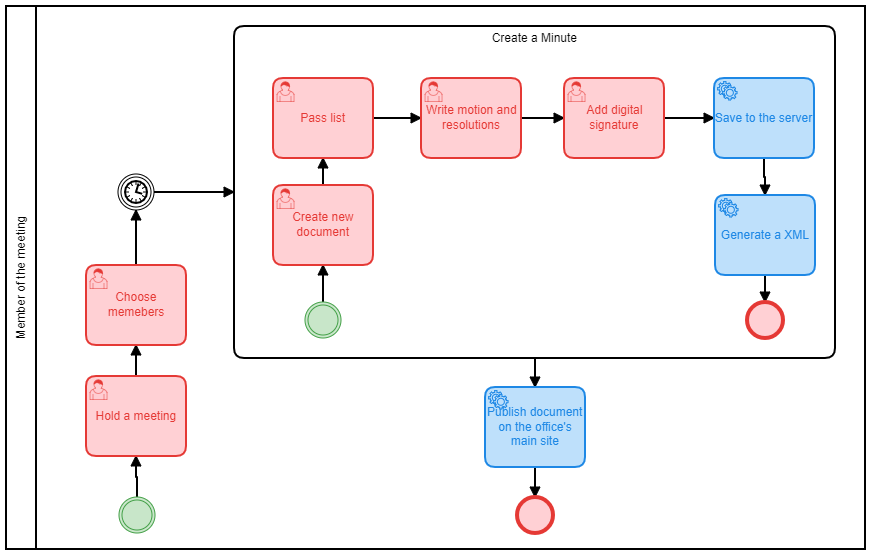 Member of the meeting
Create a Minute
Pass list
Write motion and
resolutions
Add digital
signature
Save to the server
Create new
document
Generate a XML
Choose
memebers
Hold a meeting
Publish document
on the office's
main site